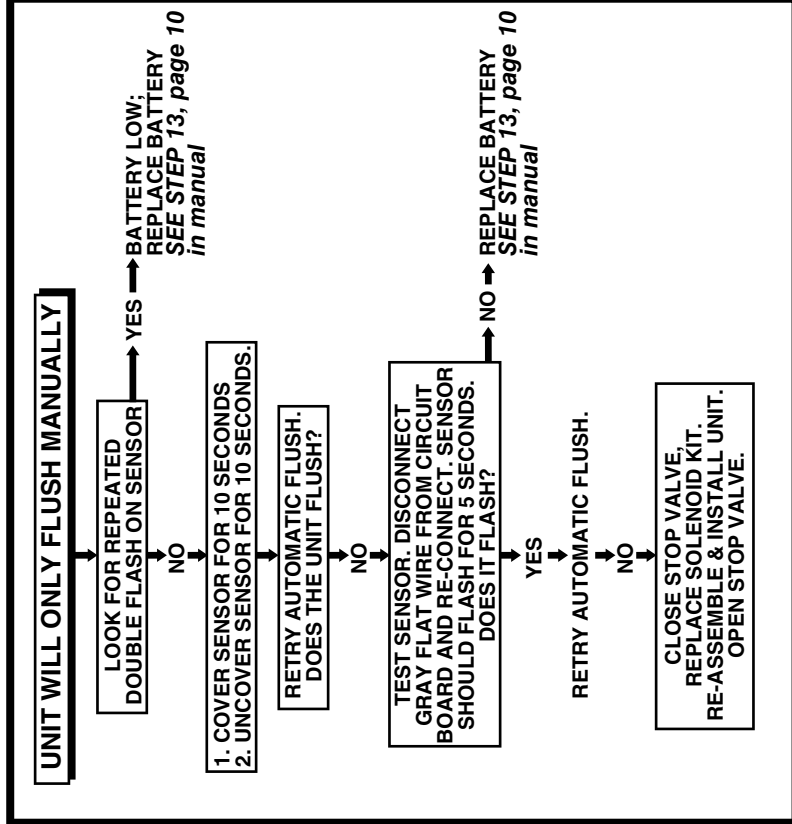 UNIT WILL ONLY FLUSH MANUALLY
LOOK FOR REPEATED
DOUBLE FLASH ON SENSOR
YES
BATTERY LOW;
REPLACE BATTERY
SEE STEP 13, page 10
in manual
NO
1. COVER SENSOR FOR 10 SECONDS
2. UNCOVER SENSOR FOR 10 SECONDS.
RETRY AUTOMATIC FLUSH.
DOES THE UNIT FLUSH?
NO
TEST SENSOR. DISCONNECT
GRAY FLAT WIRE FROM CIRCUIT
BOARD AND RE-CONNECT. SENSOR
SHOULD FLASH FOR 5 SECONDS.
DOES IT FLASH?
NO
REPLACE BATTERY
SEE STEP 13, page 10
in manual
YES
RETRY AUTOMATIC FLUSH.
NO
CLOSE STOP VALVE,
REPLACE SOLENOID KIT.
RE-ASSEMBLE & INSTALL UNIT.
OPEN STOP VALVE.